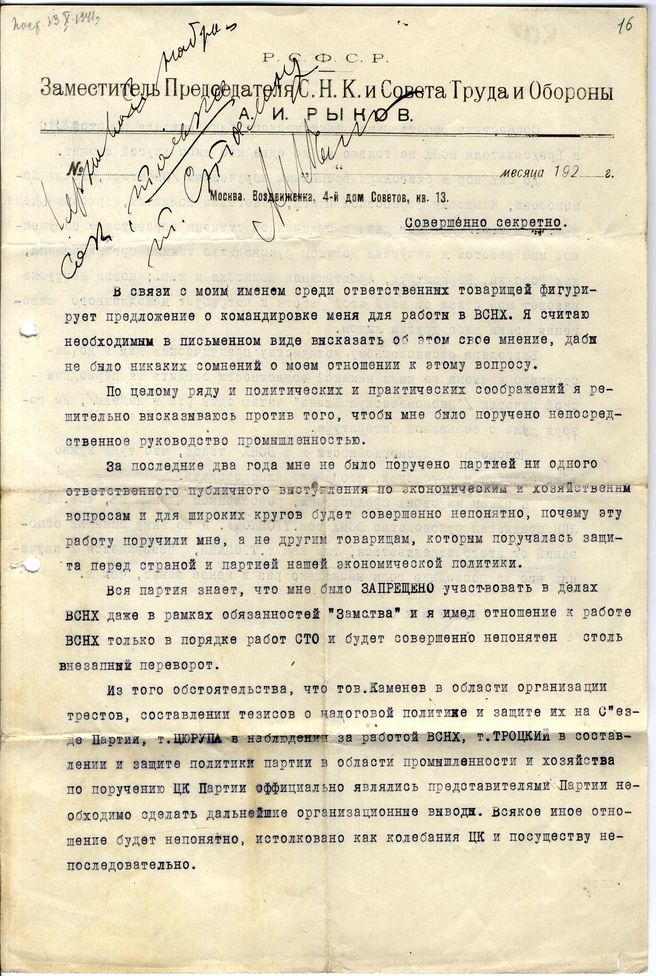 16
Р. С. Ф. С. Р.
Заместитель Председателя С.Н.К. и Совета Труда и Обороны
А. И. РЫКОВ.
№
месяца 192 г.
Москва. Воздвиженка, 4-й дом Советов, кв. 13.
т. Сталину
Совершенно секретно.
В связи с моим именем среди ответственных товарищей фигури-
рует предложение о командировке меня для работы в ВСНХ. Я считаю
необходимым в письменном виде высказать об этом свое мнение, дабы
не было никаких сомнений о моем отношении к этому вопросу.
По целому ряду и политических и практических соображений я ре-
шительно высказываюсь против того, чтобы мне было поручено непосред-
ственное руководство промышленностью.
За последние два года мне не было поручено партией ни одного
ответственного публичного выступления по экономическим и хозяйственным
вопросам и для широких кругов будет совершенно непонятно, почему эту
работу поручили мне, а не другим товарищам, которым поручалась защи-
та перед страной и партией нашей экономической политики.
Вся партия знает, что мне было ЗАПРЕЩЕНО участвовать в делах
ВСНХ даже в рамках обязанностей "Замства" и я имел отношение к работе
ВСНХ только в порядке работ СТО и будет совершенно непонятен столь
внезапный переворот.
Из того обстоятельства, что тов.Каменев в области организации
трестов, составлении тезисов о налоговой политике и защите их на С"ез-
де Партии, т.ЦЮРУПА в наблюдении за работой ВСНХ, т.ТРОЦКИЙ в состав-
лении и защите политики партии в области промышленности и хозяйства
по поручению ЦК Партии оффициально являлись представителями Партии не-
обходимо сделать дальнейшие организационные выводы. Всякое иное отно-
шение будет непонятно, истолковано как колебания ЦК и посуществу не-
последовательно.